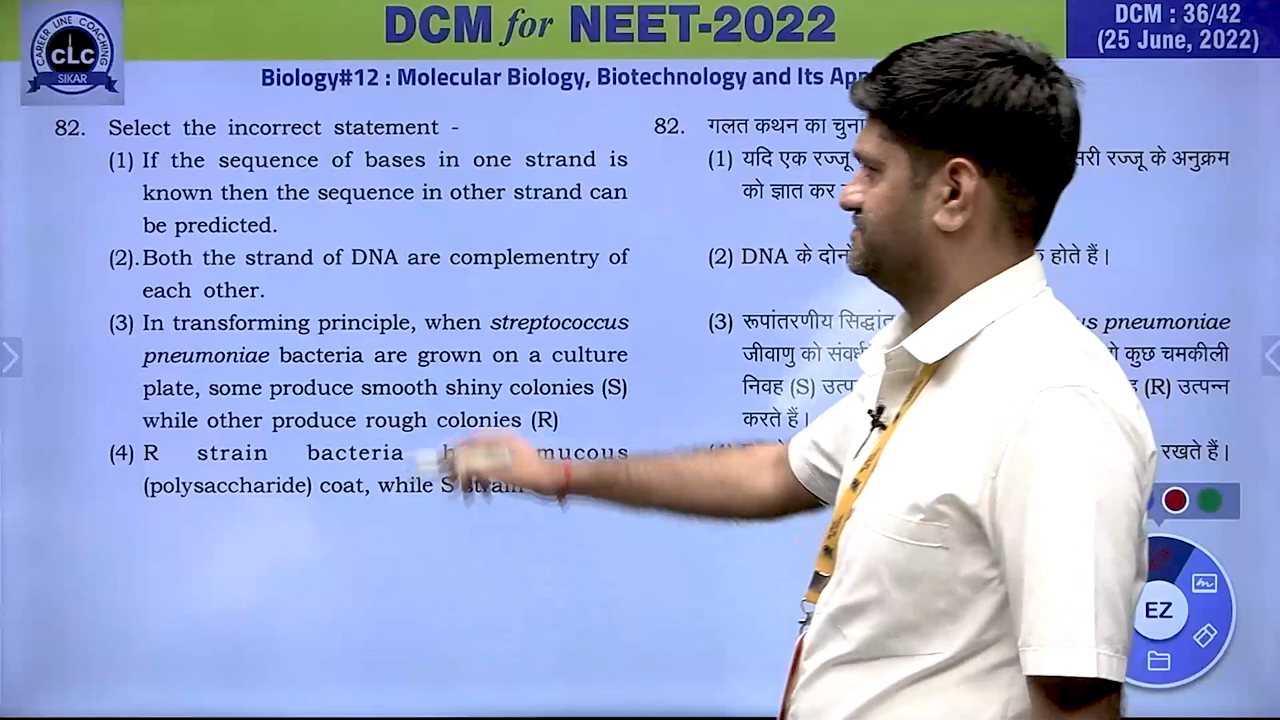 DCM for NEET-2022
DCM : 36/42
(25 June, 2022)
CAREER LINE COACHING
CLC
SIKAR
Biology#12 : Molecular Biology, Biotechnology and Its
82. Select the incorrect statement -
(1) If the sequence of bases in one strand is
known then the sequence in other strand can
be predicted.
(2). Both the strand of DNA are complementry of
each other.
(3) In transforming principle, when streptococcus
pneumoniae bacteria are grown on a culture
plate, some produce smooth shiny colonies (S)
while other produce rough colonies (R)
(4) R strain bacteria mucous
(polysaccharide) coat, while S strain
82. गलत कथन का
(1) यदि एक रज्जू रज्जू के अनुक्रम
को ज्ञात कर
(2) DNA के होते हैं।
(3) रूपांतरणीय सिद्धांत pneumoniae
जीवाणु को कुछ चमकीली
निवह (S) (R) उत्पन्न
करते हैं।
रखते हैं।
EZ